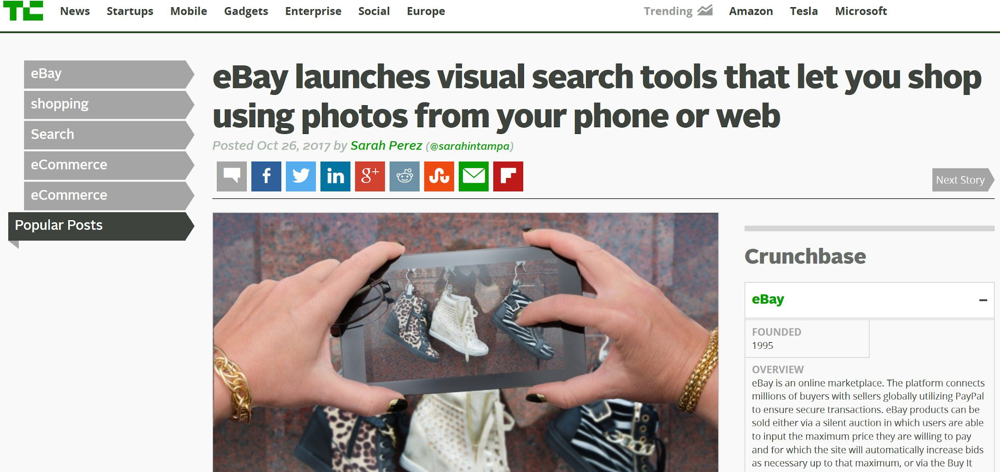 TC
News Startups Mobile Gadgets Enterprise Social Europe
Trending Amazon Tesla Microsoft
eBay
shopping
Search
eCommerce
eCommerce
Popular Posts
eBay launches visual search tools that let you shop
using photos from your phone or web
Posted Oct 26, 2017 by Sarah Perez (@sarahintampa)
f in g+
Next Story
Crunchbase
eBay –
FOUNDED
1995
OVERVIEW
eBay is an online marketplace. The platform connects
millions of buyers with sellers globally utilizing PayPal
to ensure secure transactions. eBay products can be
sold either via a silent auction in which users are able
to input the maximum price they are willing to pay
and for which the site will automatically increase bids
as necessary up to that maximum, or via the Buy It